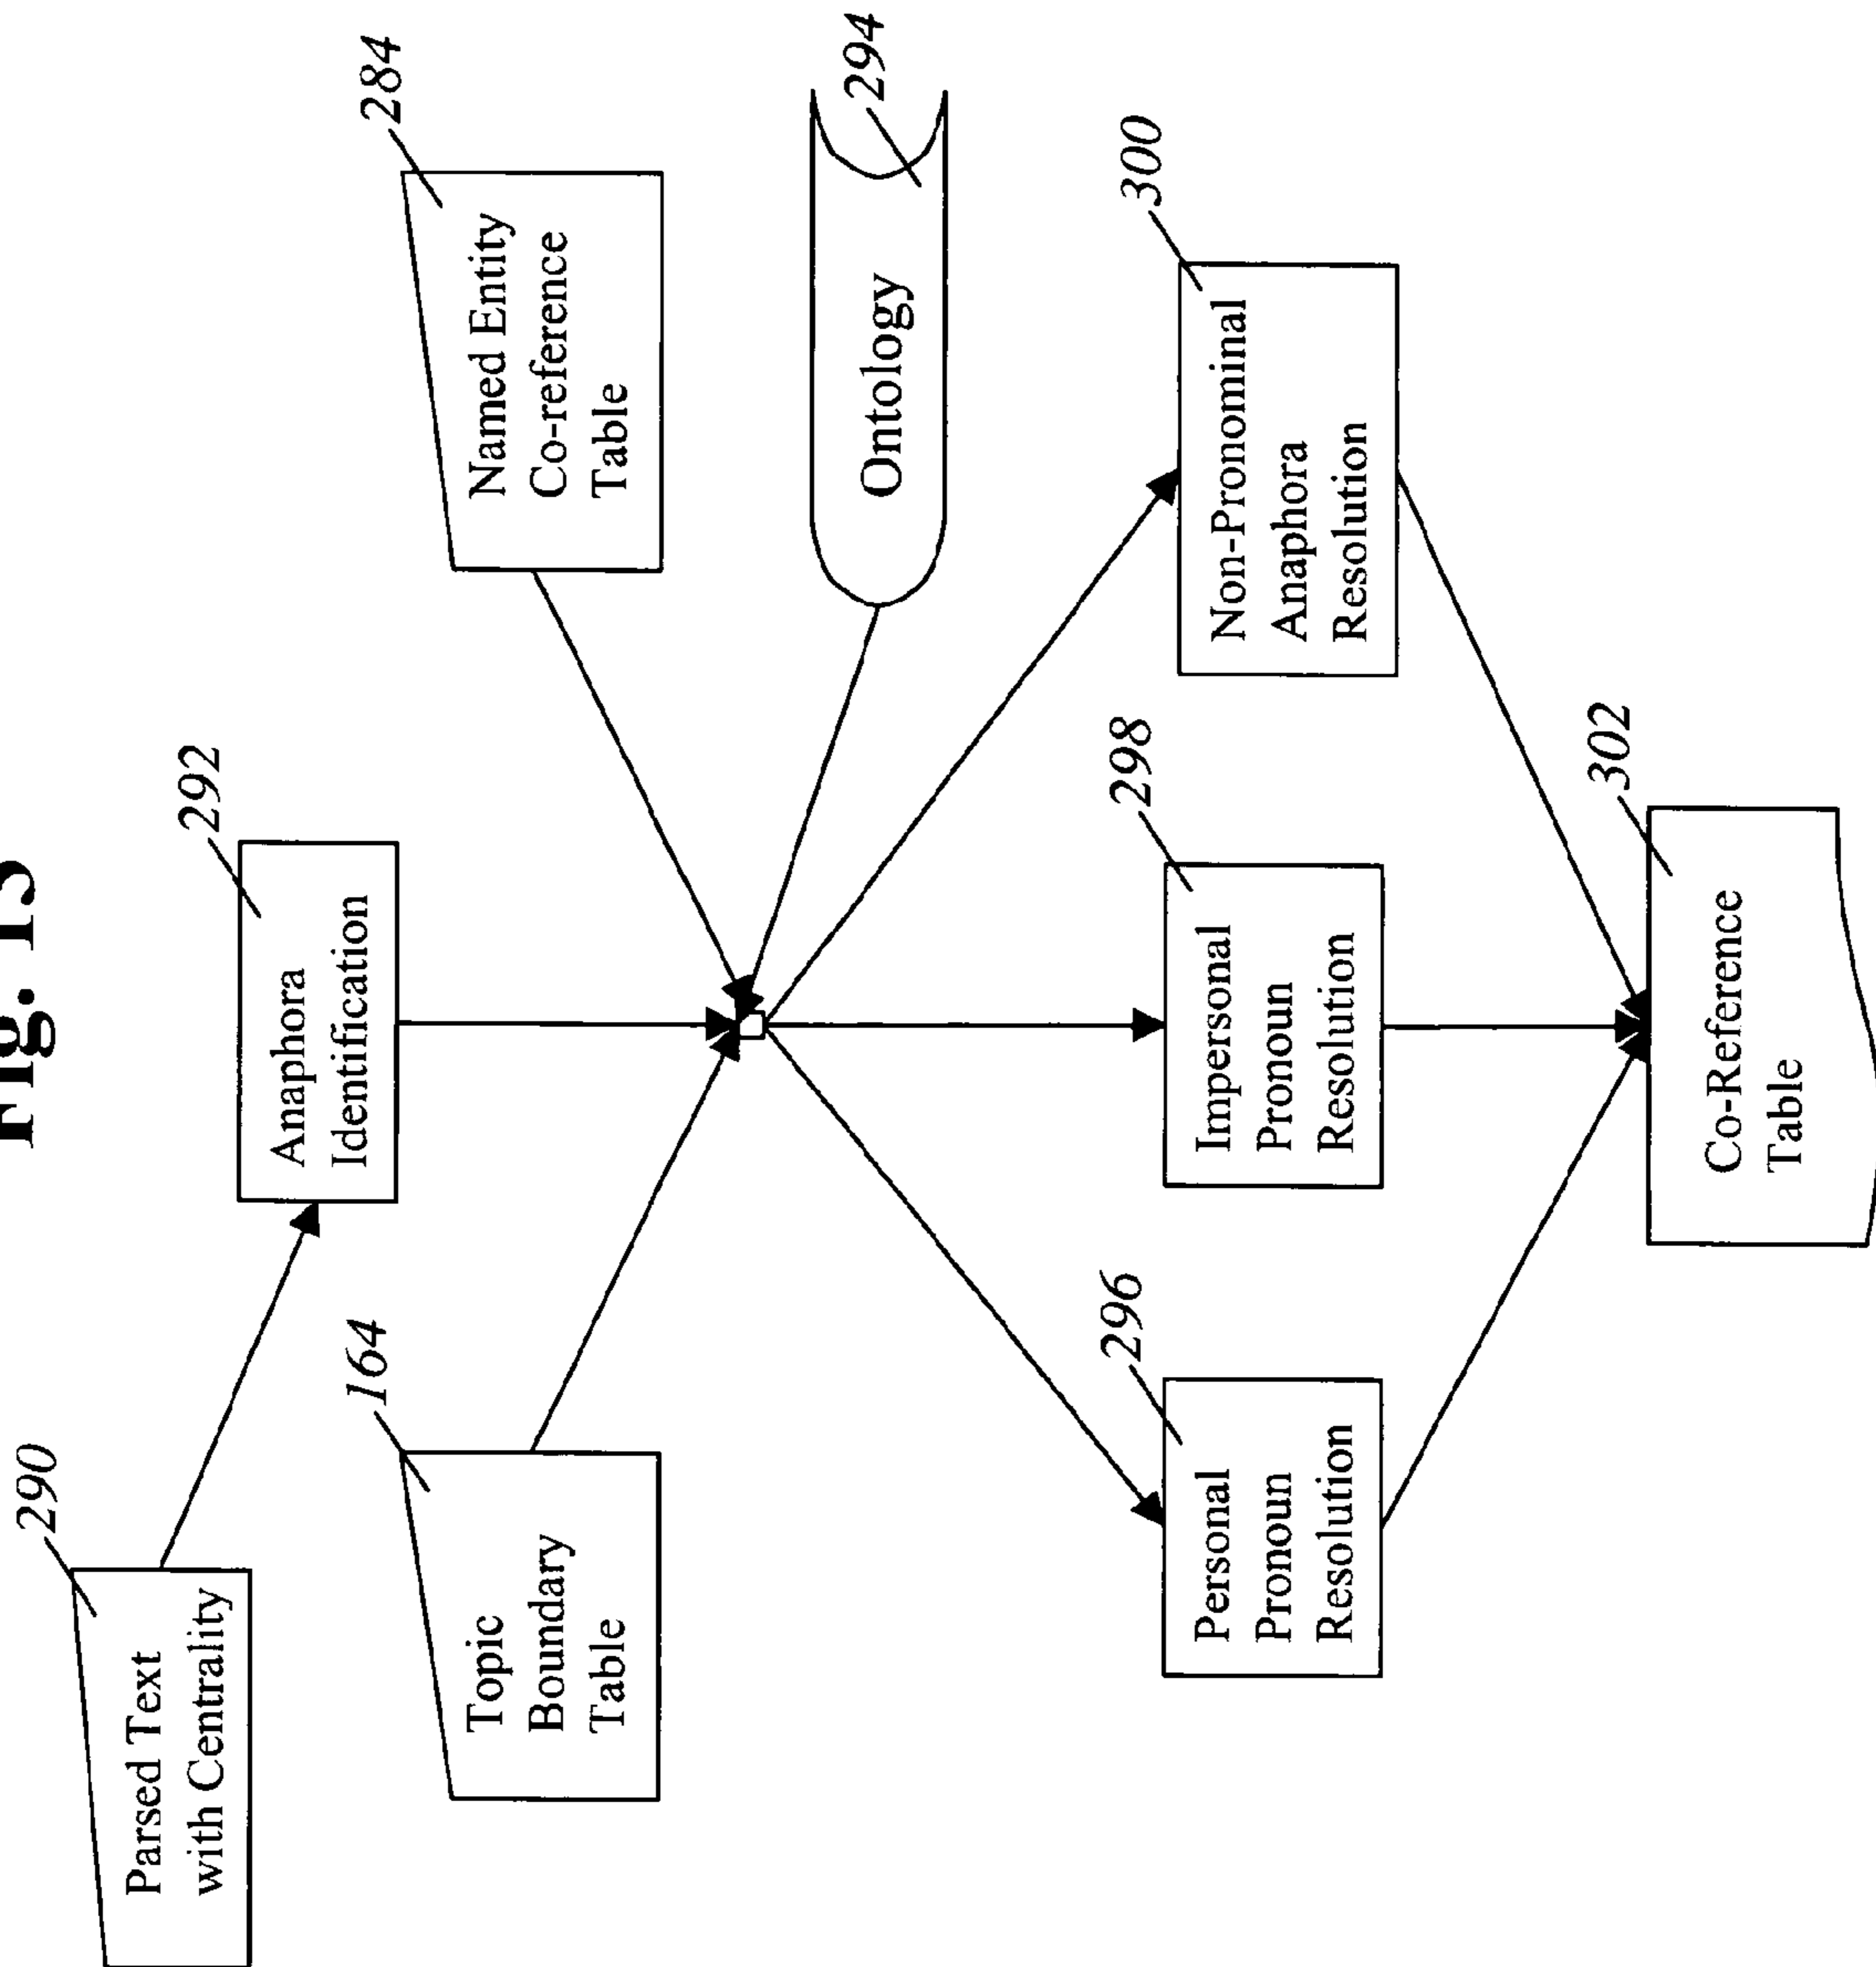 Fig. 13
290
Parsed Text
with Centrality
292
Anaphora
Identification
164
Topic
Boundary
Table
284
Named Entity
Co-reference
Table
294
Ontology
296
Personal
Pronoun
Resolution
298
Impersonal
Pronoun
Resolution
300
Non-Pronominal
Anaphora
Resolution
302
Co-Reference
Table